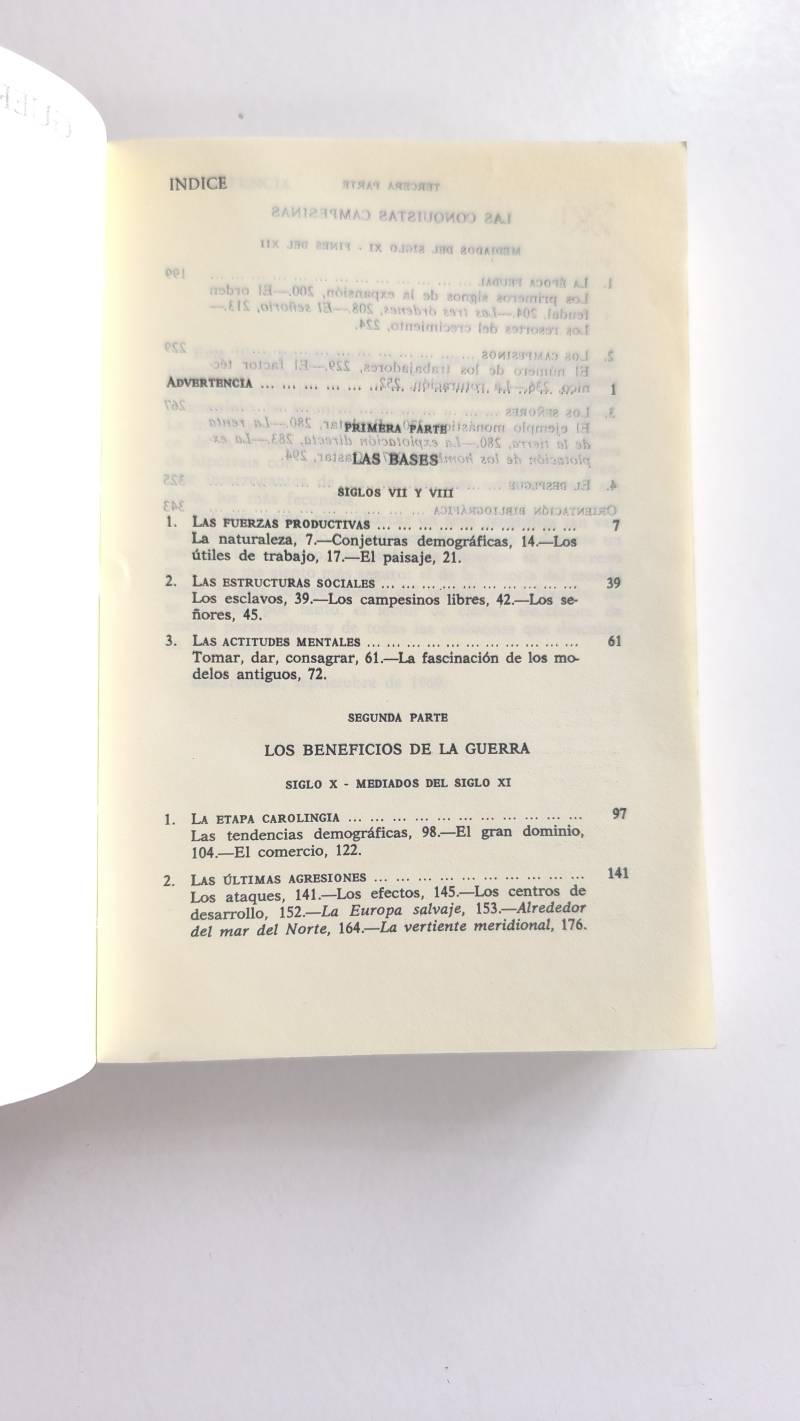 INDICE
ADVERTENCIA ... ... ... ... ... ... ... ... ... ... ... ... 1
PRIMERA PARTE
LAS BASES
SIGLOS VII Y VIII
1. LAS FUERZAS PRODUCTIVAS ... ... ... ... ... ... ... ... ... ... 7
La naturaleza, 7.—Conjeturas demográficas, 14.—Los
útiles de trabajo, 17.—El paisaje, 21.
2. LAS ESTRUCTURAS SOCIALES ... ... ... ... ... ... ... ... ... ... 39
Los esclavos, 39.—Los campesinos libres, 42.—Los se-
ñores, 45.
3. LAS ACTITUDES MENTALES ... ... ... ... ... ... ... ... ... ... ... 61
Tomar, dar, consagrar, 61.—La fascinación de los mo-
delos antiguos, 72.
SEGUNDA PARTE
LOS BENEFICIOS DE LA GUERRA
SIGLO X - MEDIADOS DEL SIGLO XI
1. LA ETAPA CAROLINGIA ... ... ... ... ... ... ... ... ... ... ... 97
Las tendencias demográficas, 98.—El gran dominio,
104.—El comercio, 122.
2. LAS ÚLTIMAS AGRESIONES ... ... ... ... ... ... ... ... ... ... 141
Los ataques, 141.—Los efectos, 145.—Los centros de
desarrollo, 152.—La Europa salvaje, 153.—Alrededor
del mar del Norte, 164.—La vertiente meridional, 176.